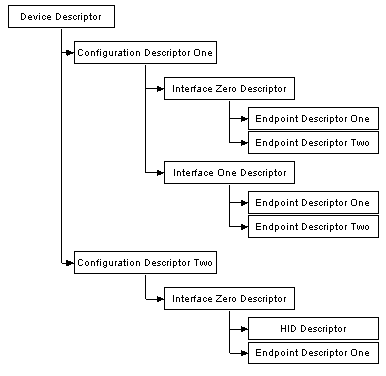 Device Descriptor
Configuration Descriptor One
Interface Zero Descriptor
Endpoint Descriptor One
Endpoint Descriptor Two
Interface One Descriptor
Endpoint Descriptor One
Endpoint Descriptor Two
Configuration Descriptor Two
Interface Zero Descriptor
HID Descriptor
Endpoint Descriptor One